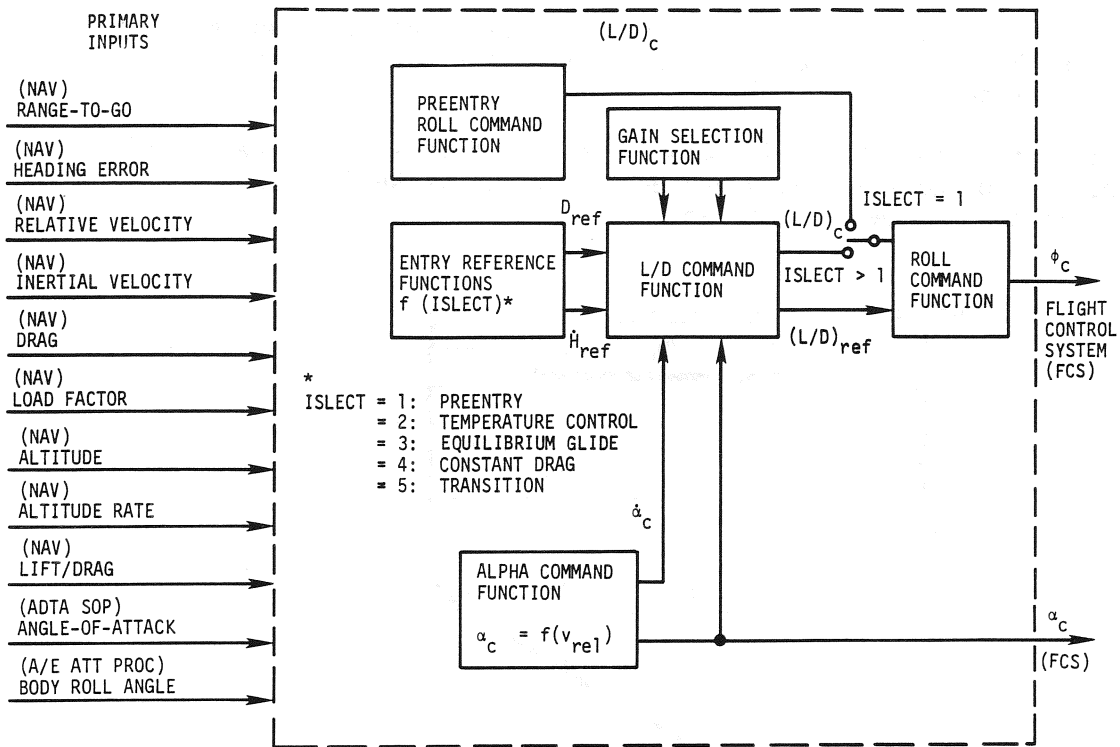 PRIMARY
INPUTS
(NAV)
RANGE-TO-GO
(NAV)
HEADING ERROR
(NAV)
RELATIVE VELOCITY
(NAV)
INERTIAL VELOCITY
(NAV)
DRAG
(NAV)
LOAD FACTOR
(NAV)
ALTITUDE
(NAV)
ALTITUDE RATE
(NAV)
LIFT/DRAG
(ADTA SOP)
ANGLE-OF-ATTACK
(A/E ATT PROC)
BODY ROLL ANGLE
(L/D)c
PREENTRY
ROLL COMMAND
FUNCTION
GAIN SELECTION
FUNCTION
ISLECT = 1
Dref
(L/D)c
ENTRY REFERENCE
FUNCTIONS
f (ISLECT)*
L/D COMMAND
FUNCTION
ISLECT > 1
ROLL
COMMAND
FUNCTION
ϕc
FLIGHT
CONTROL
SYSTEM
(FCS)
Ḣref
(L/D)ref
*
ISLECT = 1: PREENTRY
= 2: TEMPERATURE CONTROL
= 3: EQUILIBRIUM GLIDE
= 4: CONSTANT DRAG
= 5: TRANSITION
α̇c
ALPHA COMMAND
FUNCTION
αc = f(vrel)
αc
(FCS)